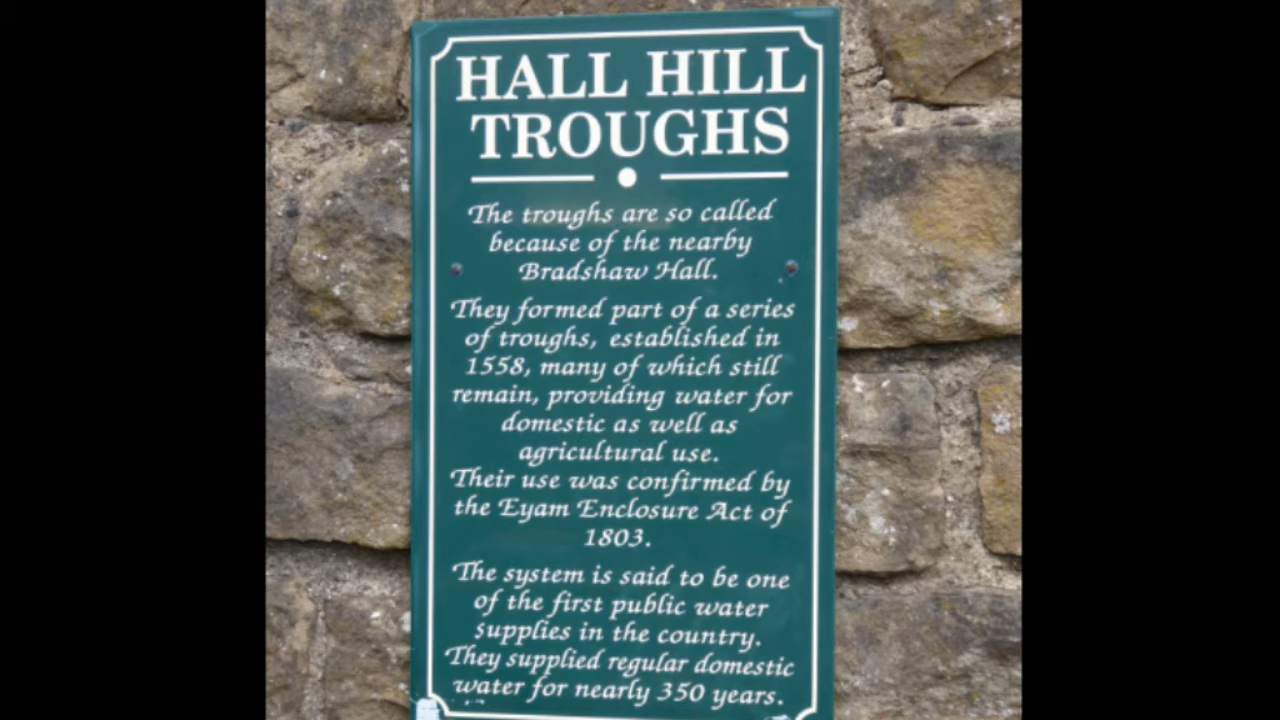 HALL HILL
TROUGHS
The troughs are so called
because of the nearby
Bradshaw Hall.
They formed part of a series
of troughs, established in
1558, many of which still
remain, providing water for
domestic as well as
agricultural use.
Their use was confirmed by
the Eyam Enclosure Act of
1803.
The system is said to be one
of the first public water
supplies in the country.
They supplied regular domestic
water for nearly 350 years.